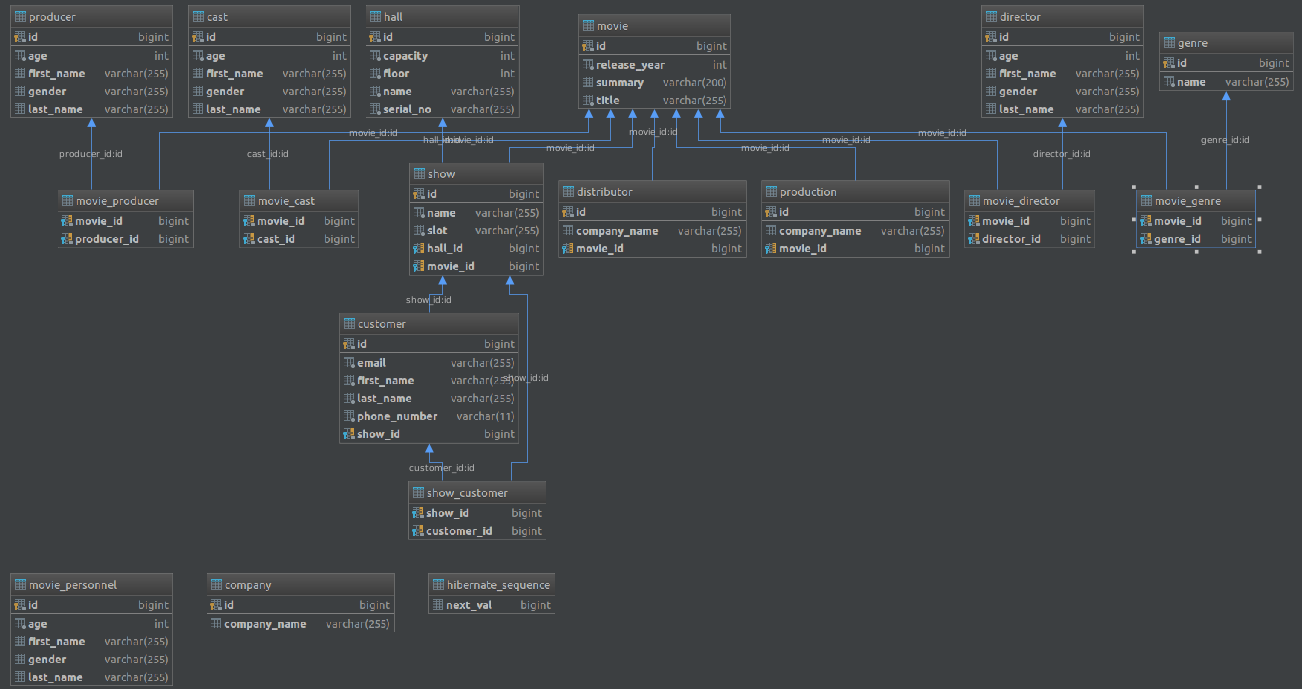 producer
id bigint
age int
first_name varchar(255)
gender varchar(255)
last_name varchar(255)
cast
id bigint
age int
first_name varchar(255)
gender varchar(255)
last_name varchar(255)
hall
id bigint
capacity int
floor int
name varchar(255)
serial_no varchar(255)
movie
id bigint
release_year int
summary varchar(200)
title varchar(255)
director
id bigint
age int
first_name varchar(255)
gender varchar(255)
last_name varchar(255)
genre
id bigint
name varchar(255)
movie_id:id
hall_id:id
movie_id:id
movie_id:id
movie_id:id
movie_id:id
movie_id:id
movie_id:id
producer_id:id
cast_id:id
director_id:id
genre_id:id
movie_producer
movie_id bigint
producer_id bigint
movie_cast
movie_id bigint
cast_id bigint
show
id bigint
name varchar(255)
slot varchar(255)
hall_id bigint
movie_id bigint
distributor
id bigint
company_name varchar(255)
movie_id bigint
production
id bigint
company_name varchar(255)
movie_id bigint
movie_director
movie_id bigint
director_id bigint
movie_genre
movie_id bigint
genre_id bigint
show_id:id
customer
id bigint
email varchar(255)
first_name varchar(255)
show_id:id
last_name varchar(255)
phone_number varchar(11)
show_id bigint
customer_id:id
show_customer
show_id bigint
customer_id bigint
movie_personnel
id bigint
age int
first_name varchar(255)
gender varchar(255)
last_name varchar(255)
company
id bigint
company_name varchar(255)
hibernate_sequence
next_val bigint